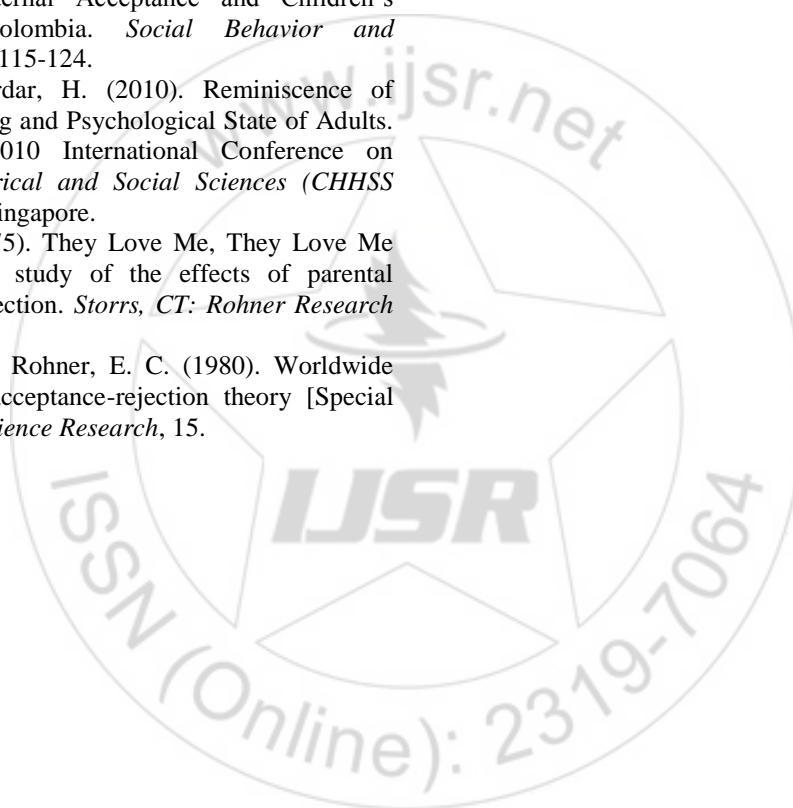 ternal Acceptance and Children's
olombia. Social Behavior and
115-124.
rdar, H. (2010). Reminiscence of
g and Psychological State of Adults.
010 International Conference on
rical and Social Sciences (CHHSS
ingapore.
75). They Love Me, They Love Me
study of the effects of parental
ection. Storrs, CT: Rohner Research
Rohner, E. C. (1980). Worldwide
acceptance-rejection theory [Special
ience Research, 15.
www.ijsr.net
IJSR
ISSN (Online): 2319-7064